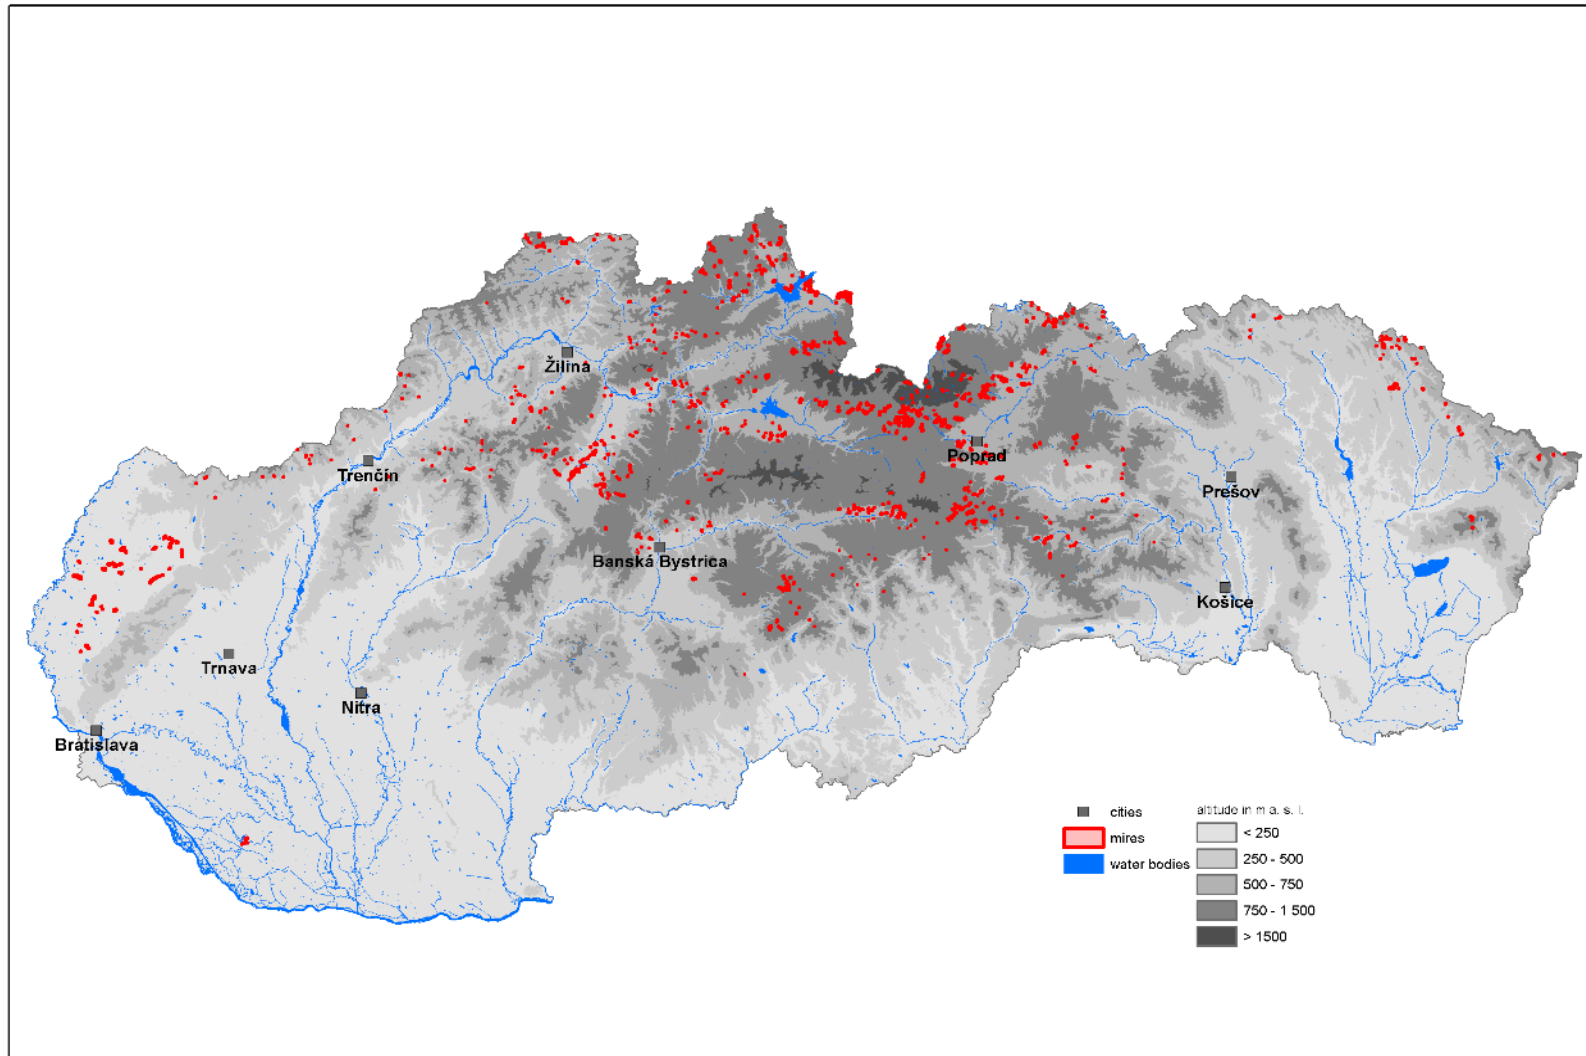 Žilina
Poprad
Trenčín
Prešov
Banská Bystrica
Košice
Trnava
Nitra
Bratislava
cities
mires
water bodies
altitude in m a. s. l.
< 250
250 - 500
500 - 750
750 - 1 500
> 1500